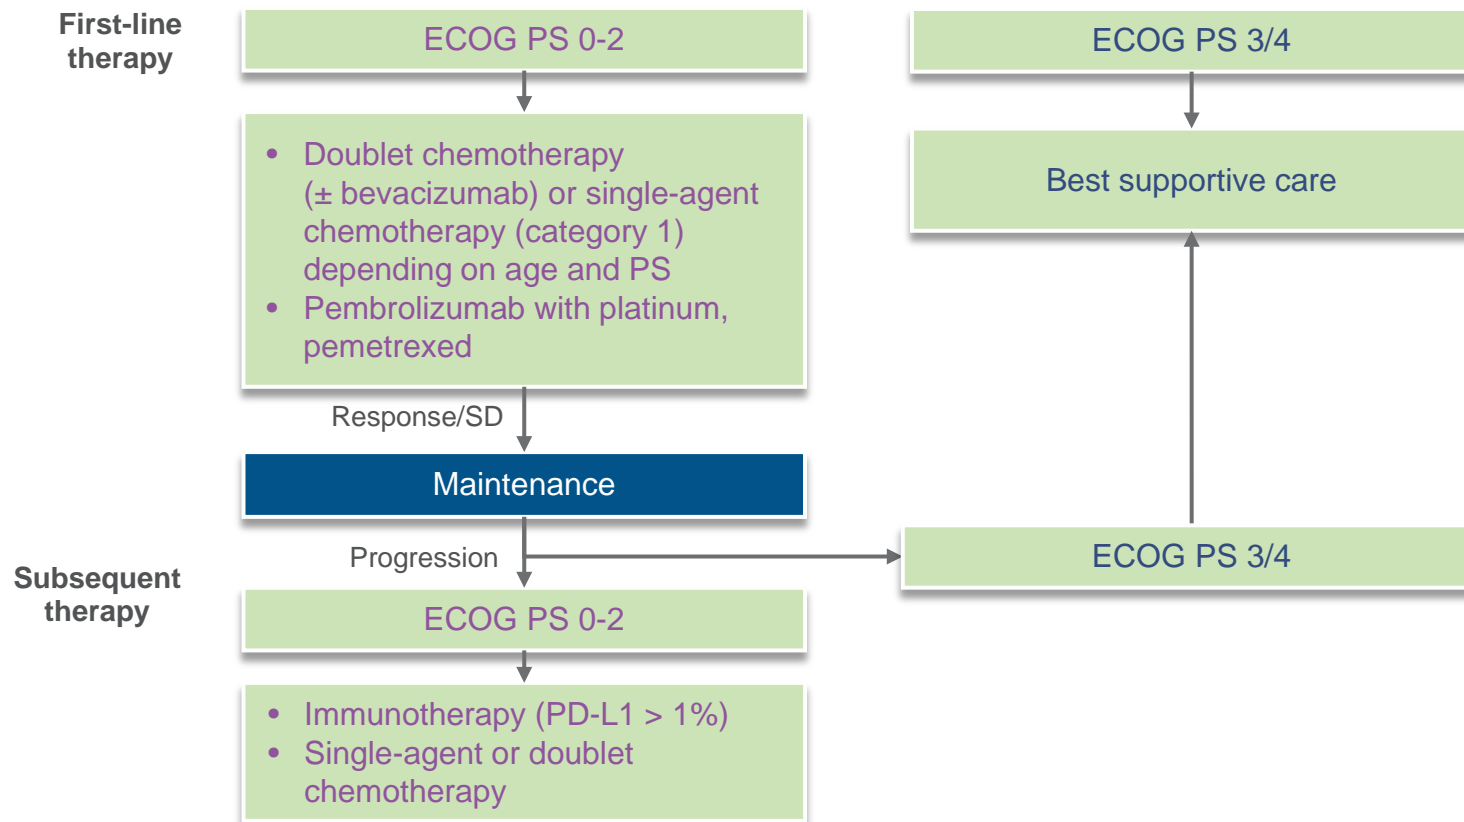 First-line
therapy
ECOG PS 0-2
ECOG PS 3/4
• Doublet chemotherapy
(± bevacizumab) or single-agent
chemotherapy (category 1)
depending on age and PS
• Pembrolizumab with platinum,
pemetrexed
Best supportive care
Response/SD
Maintenance
Progression
ECOG PS 3/4
Subsequent
therapy
ECOG PS 0-2
• Immunotherapy (PD-L1 > 1%)
• Single-agent or doublet
chemotherapy